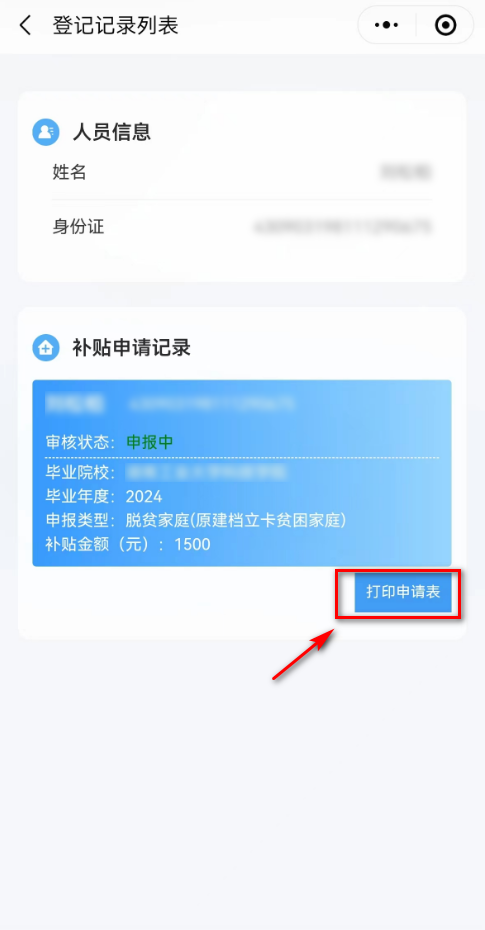 登记记录列表
人员信息
姓名
身份证
补贴申请记录
审核状态：申报中
毕业院校：
毕业年度：2024
申报类型：脱贫家庭(原建档立卡贫困家庭)
补贴金额（元）：1500
打印申请表